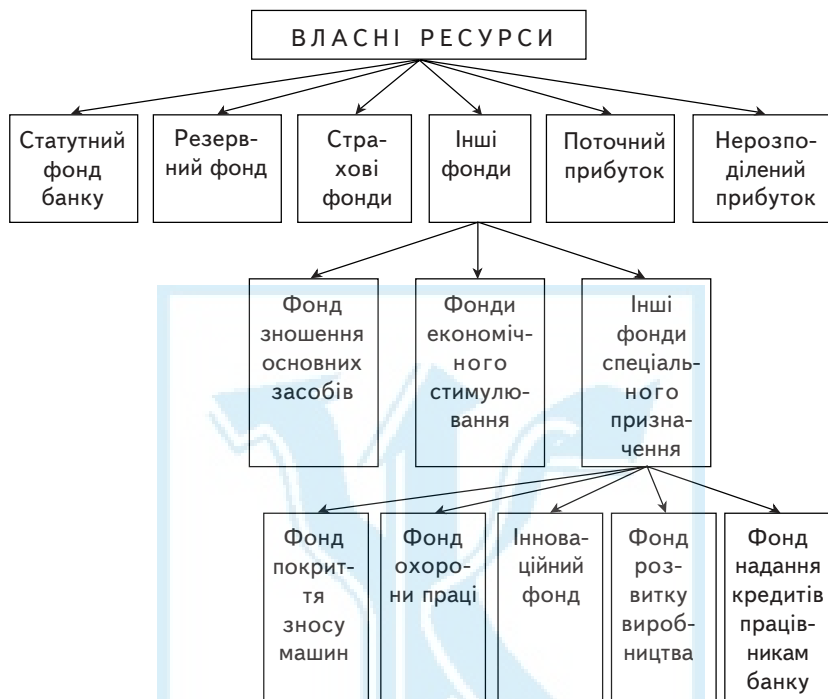 ВЛАСНІ РЕСУРСИ
Статутний
фонд
банку
Резерв-
ний фонд
Стра-
хові
фонди
Інші
фонди
Поточний
прибуток
Нерозпо-
ділений
прибуток
Фонд
зношення
основних
засобів
Фонди
економіч-
ного
стимулю-
вання
Інші
фонди
спеціаль-
ного
призна-
чення
Фонд
покрит-
тя
зносу
машин
Фонд
охоро-
ни праці
Іннова-
ційний
фонд
Фонд
роз-
витку
вироб-
ництва
Фонд
надання
кредитів
праців-
никам
банку